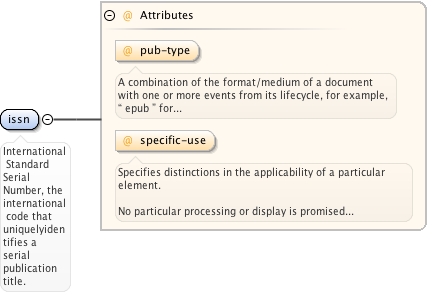 @ Attributes
@ pub-type
A combination of the format/medium of a document
with one or more events from its lifecycle, for example,
“ epub ” for...
issn
@ specific-use
International
Standard
Serial
Number, the
international
code that
uniquelyiden
tifies a
serial
publication
title.
Specifies distinctions in the applicability of a particular
element.
No particular processing or display is promised...